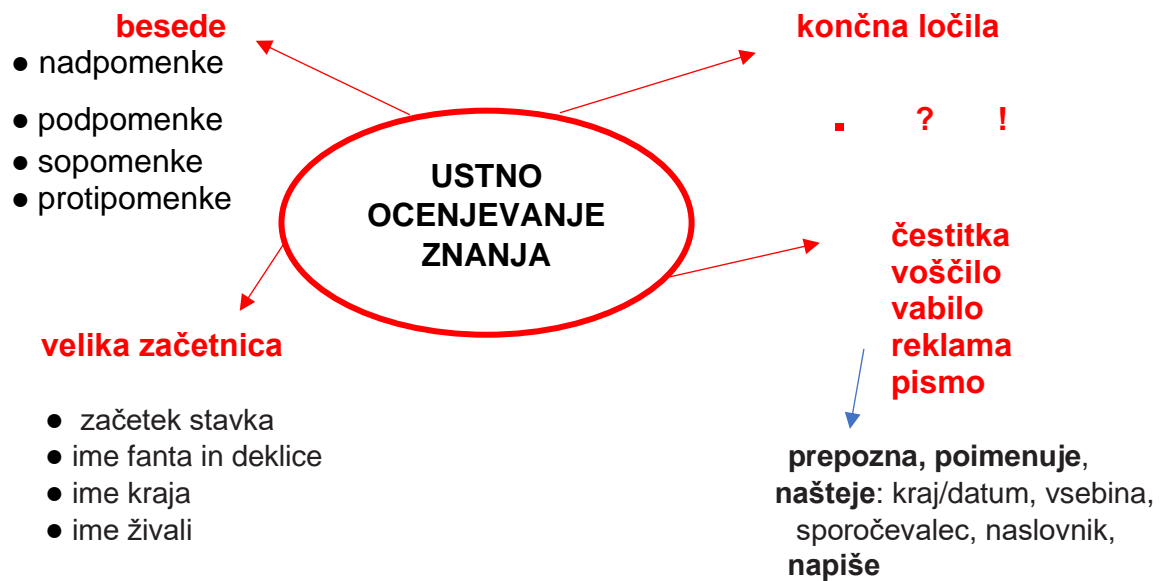 besede
● nadpomenke
● podpomenke
● sopomenke
● protipomenke
končna ločila
. ? !
USTNO
OCENJEVANJE
ZNANJA
čestitka
voščilo
vabilo
reklama
pismo
velika začetnica
● začetek stavka
● ime fanta in deklice
● ime kraja
● ime živali
prepozna, poimenuje,
našteje: kraj/datum, vsebina,
sporočevalec, naslovnik,
napiše